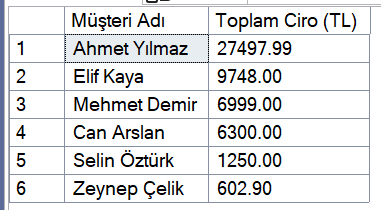 Müşteri Adı Toplam Ciro (TL)
1 Ahmet Yılmaz 27497.99
2 Elif Kaya 9748.00
3 Mehmet Demir 6999.00
4 Can Arslan 6300.00
5 Selin Öztürk 1250.00
6 Zeynep Çelik 602.90